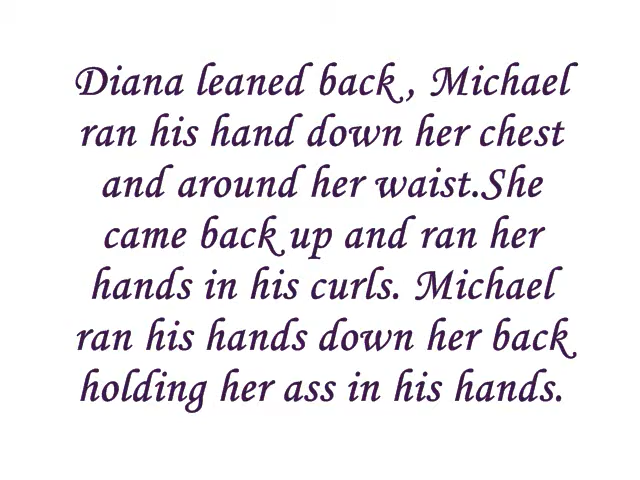 Diana leaned back , Michael
ran his hand down her chest
and around her waist.She
came back up and ran her
hands in his curls. Michael
ran his hands down her back
holding her ass in his hands.